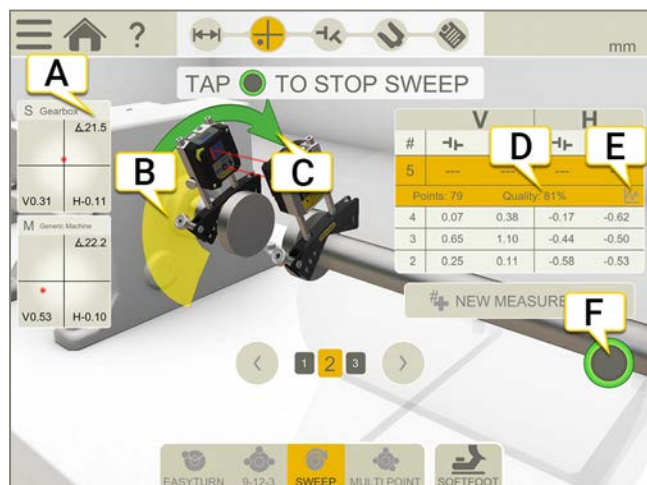 ?
mm
A
TAP TO STOP SWEEP
S Gearbox
∡21.5
V0.31 H-0.11
M Generic Machine
∡22.2
V0.53 H-0.10
B
C
V H
D
E
#
5 --- --- ---
Points: 79 Quality: 81%
4 0.07 0.38 -0.17 -0.62
3 0.65 1.10 -0.44 -0.50
2 0.25 0.11 -0.58 -0.53
NEW MEASURE
F
1 2 3
EASYTURN 9-12-3 SWEEP MULTI POINT SOFTFOOT